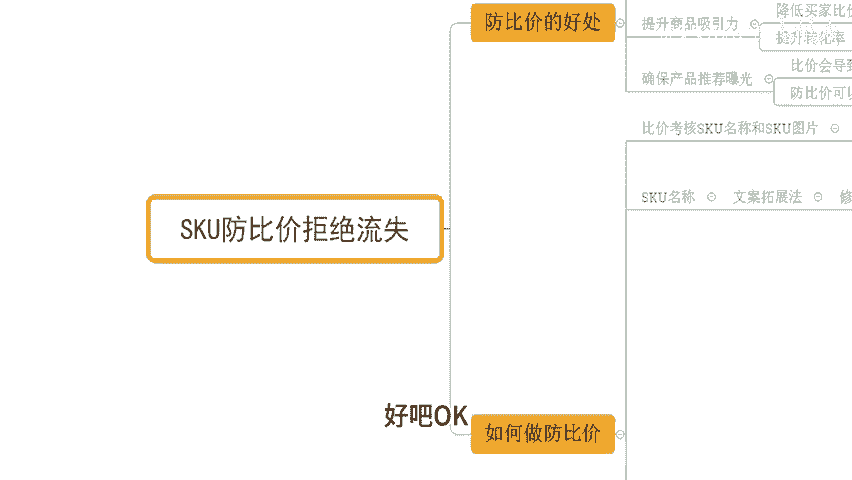 降低买家比价
防比价的好处
提升商品吸引力
提升转化率
比价会导致
确保产品推荐曝光
防比价可以
比价考核SKU名称和SKU图片
SKU名称
文案拓展法
修
SKU防比价拒绝流失
好吧OK
如何做防比价